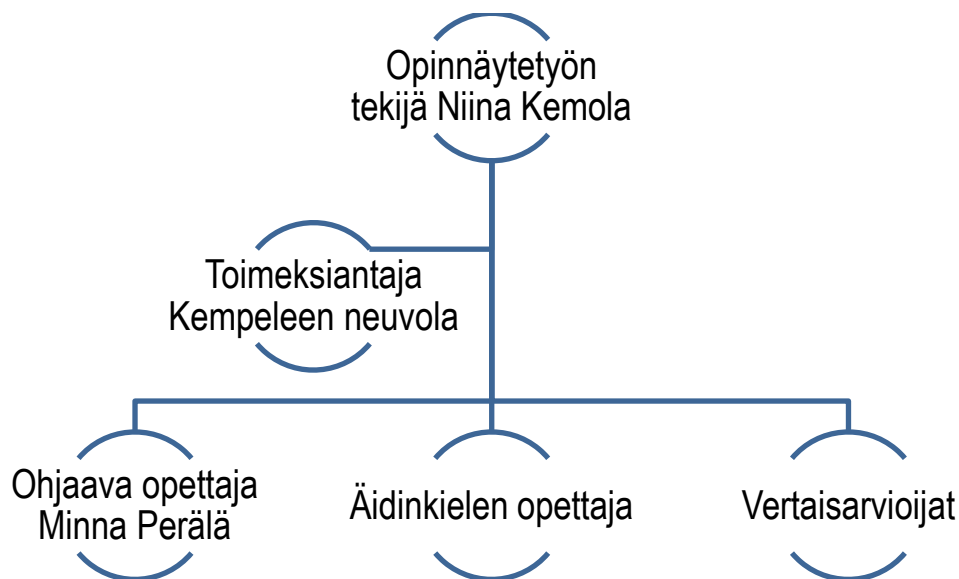 Opinnäytetyön
tekijä Niina Kemola
Toimeksiantaja
Kempeleen neuvola
Ohjaava opettaja
Minna Perälä
Äidinkielen opettaja
Vertaisarvioijat